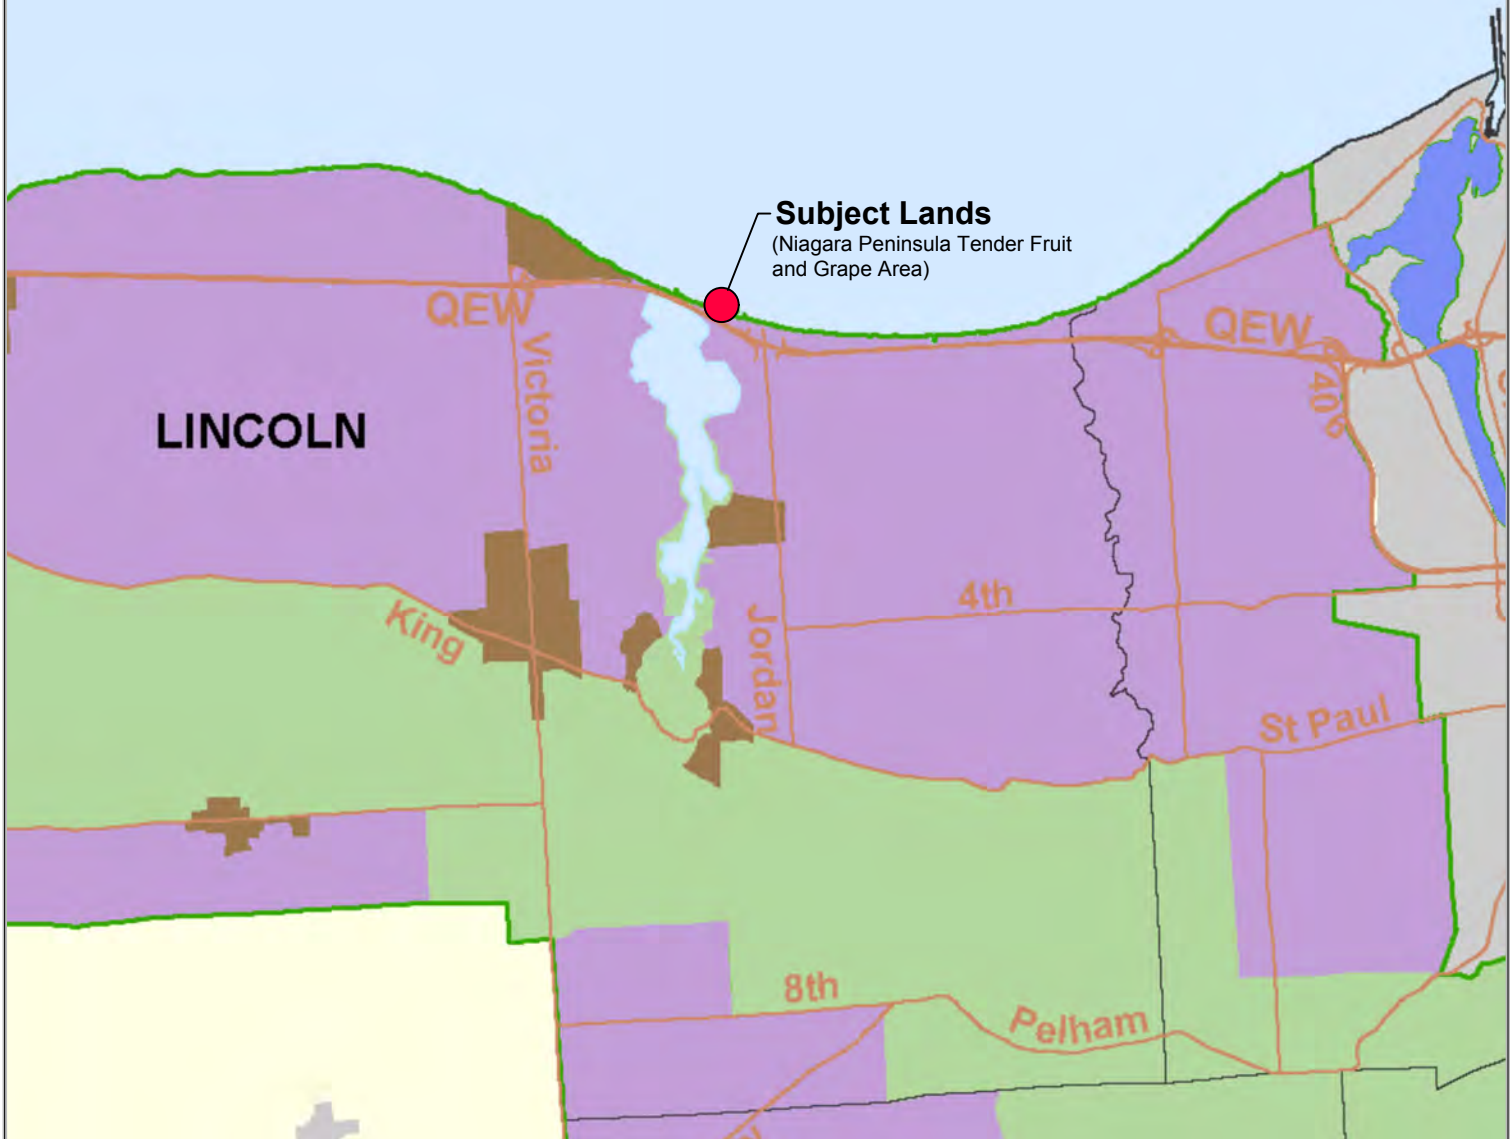 Subject Lands
(Niagara Peninsula Tender Fruit
and Grape Area)
QEW
QEW
Victoria
406
LINCOLN
4th
King
Jordan
St Paul
8th
Pelham